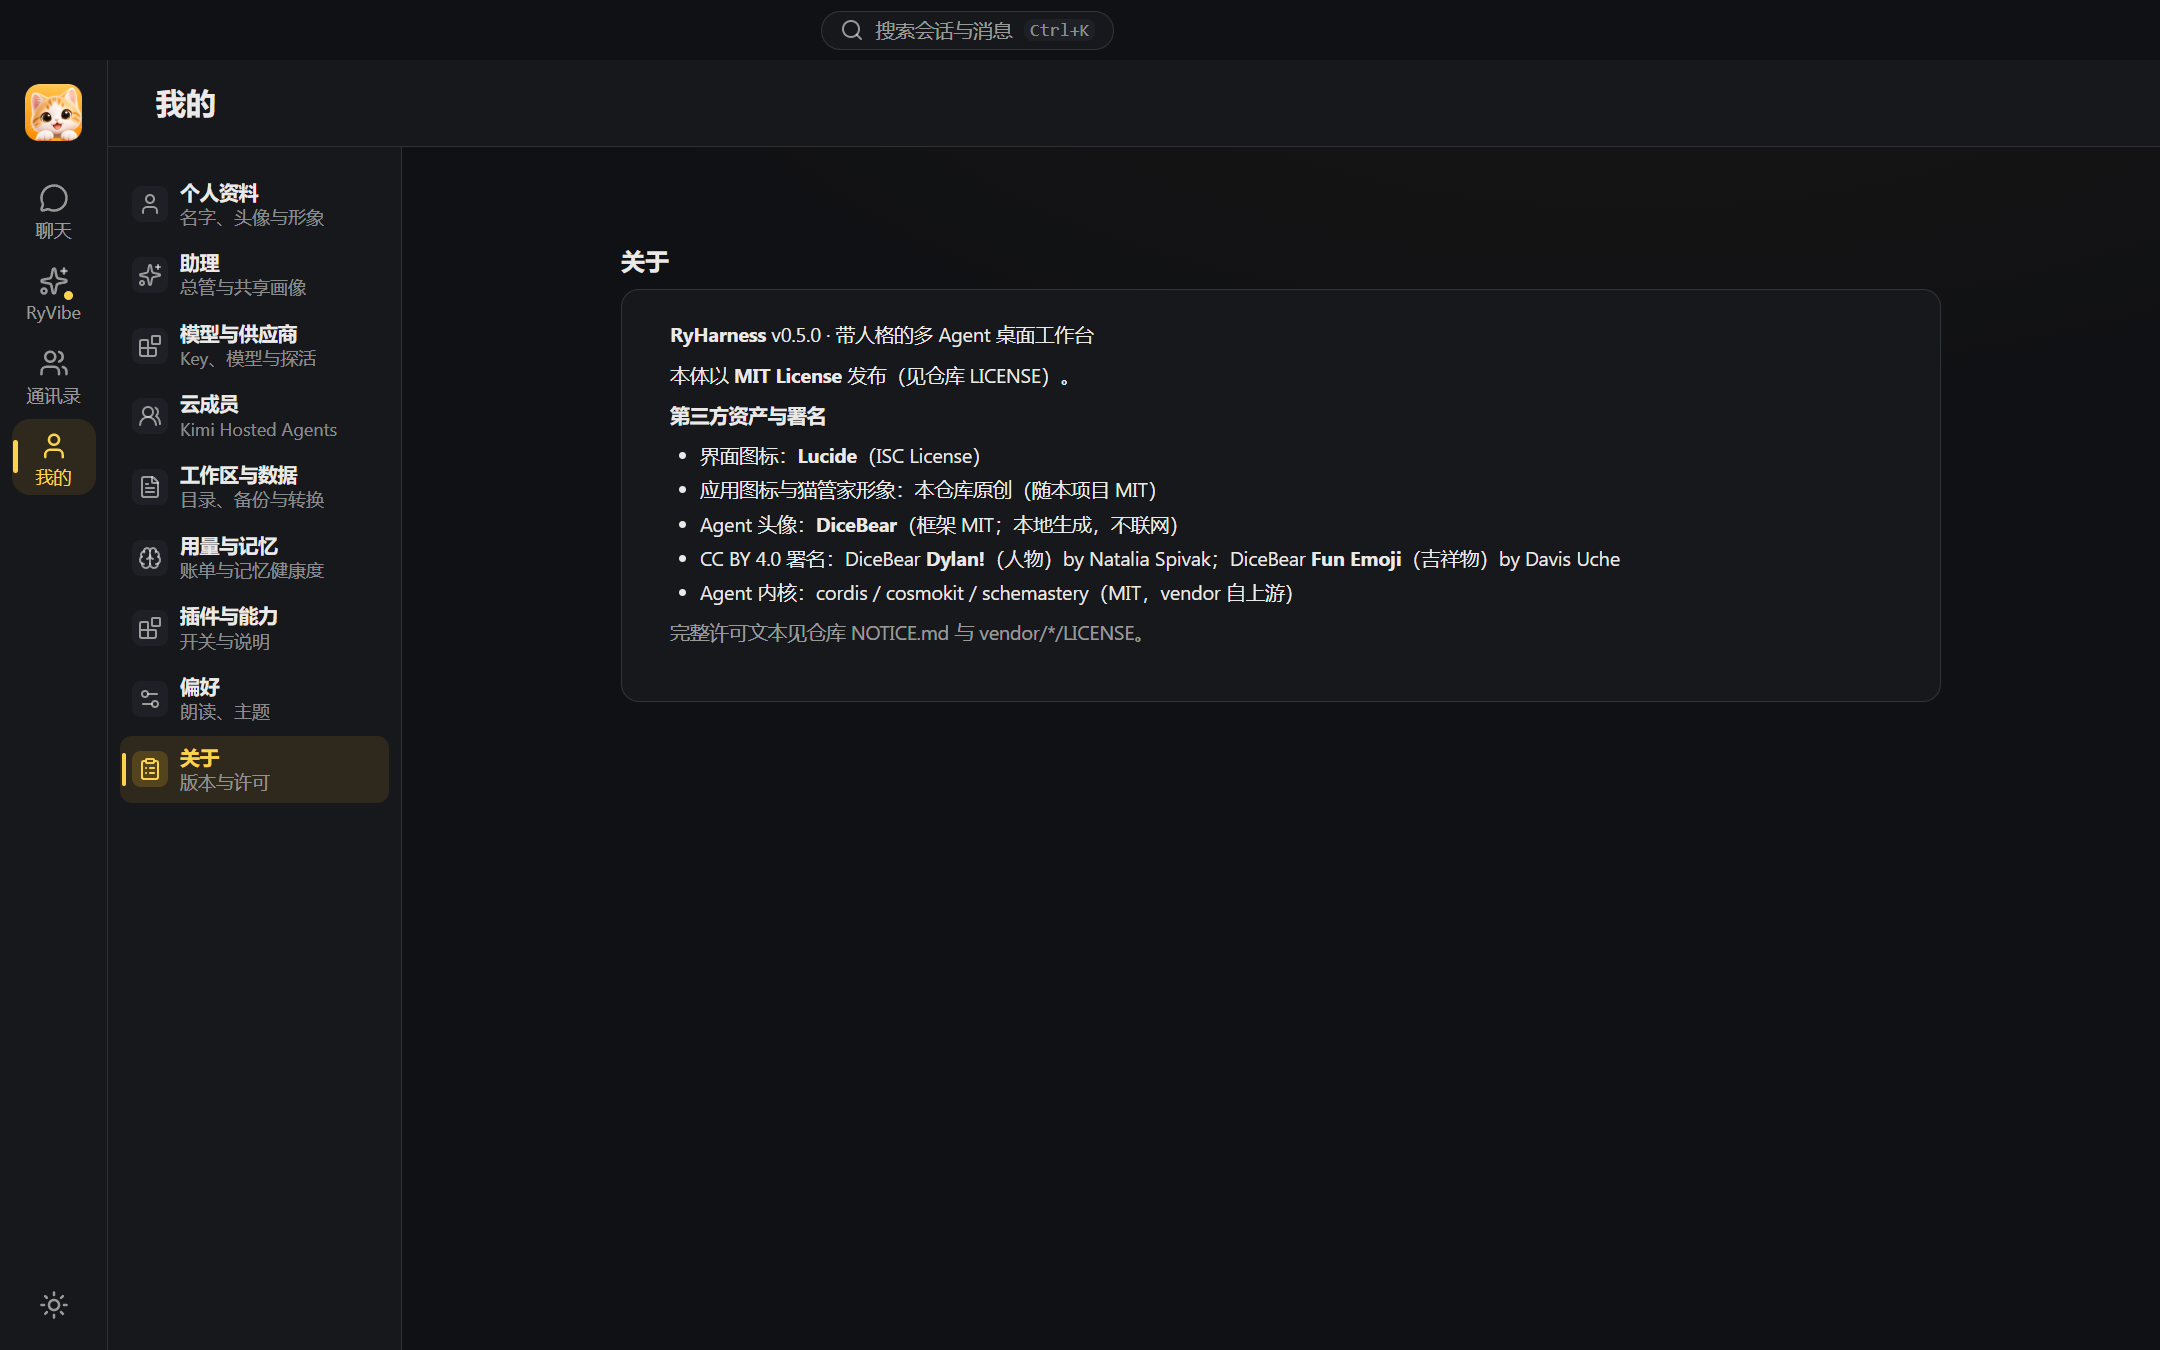 搜索会话与消息 Ctrl+K
我的
聊天
RyVibe
通讯录
我的
个人资料
名字、头像与形象
助理
总管与共享画像
模型与供应商
Key、模型与探活
云成员
Kimi Hosted Agents
工作区与数据
目录、备份与转换
用量与记忆
账单与记忆健康度
插件与能力
开关与说明
偏好
朗读、主题
关于
版本与许可
关于
RyHarness v0.5.0 · 带人格的多 Agent 桌面工作台
本体以 MIT License 发布（见仓库 LICENSE）。
第三方资产与署名
界面图标：Lucide（ISC License）
应用图标与猫管家形象：本仓库原创（随本项目 MIT）
Agent 头像：DiceBear（框架 MIT；本地生成，不联网）
CC BY 4.0 署名：DiceBear Dylan!（人物）by Natalia Spivak；DiceBear Fun Emoji（吉祥物）by Davis Uche
Agent 内核：cordis / cosmokit / schemastery（MIT，vendor 自上游）
完整许可文本见仓库 NOTICE.md 与 vendor/*/LICENSE。